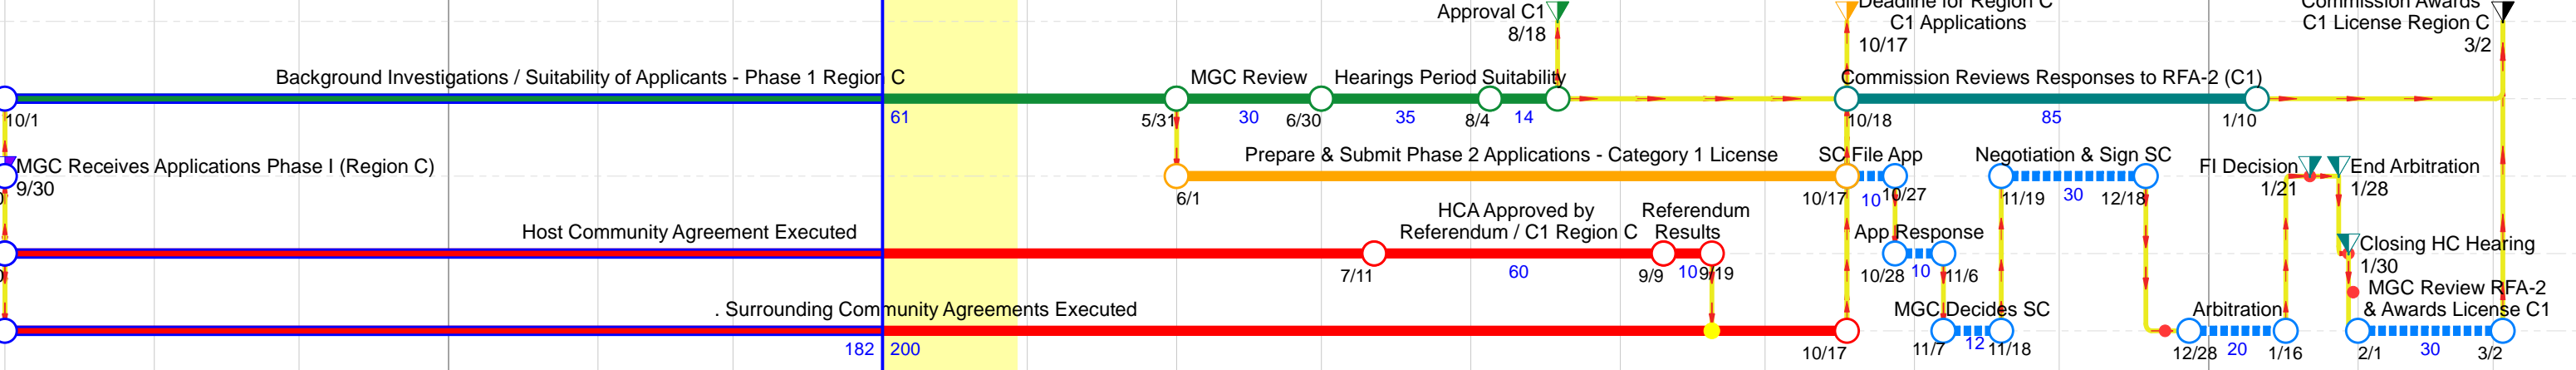 Approval C1
8/18
Deadline for Region C
C1 Applications
10/17
Commission Awards
C1 License Region C
3/2
Background Investigations / Suitability of Applicants - Phase 1 Region C
MGC Review
Hearings Period Suitability
Commission Reviews Responses to RFA-2 (C1)
10/1
61
5/31
30
6/30
35
8/4
14
10/18
85
1/10
MGC Receives Applications Phase I (Region C)
9/30
Prepare & Submit Phase 2 Applications - Category 1 License
SC File App
Negotiation & Sign SC
FI Decision
End Arbitration
6/1
10/17
10
10/27
11/19
30
12/18
1/21
1/28
Host Community Agreement Executed
HCA Approved by
Referendum / C1 Region C
Referendum
Results
App Response
Closing HC Hearing
1/30
7/11
60
9/9
10
9/19
10/28
10
11/6
. Surrounding Community Agreements Executed
MGC Decides SC
Arbitration
MGC Review RFA-2
& Awards License C1
182
200
10/17
11/7
12
11/18
12/28
20
1/16
2/1
30
3/2